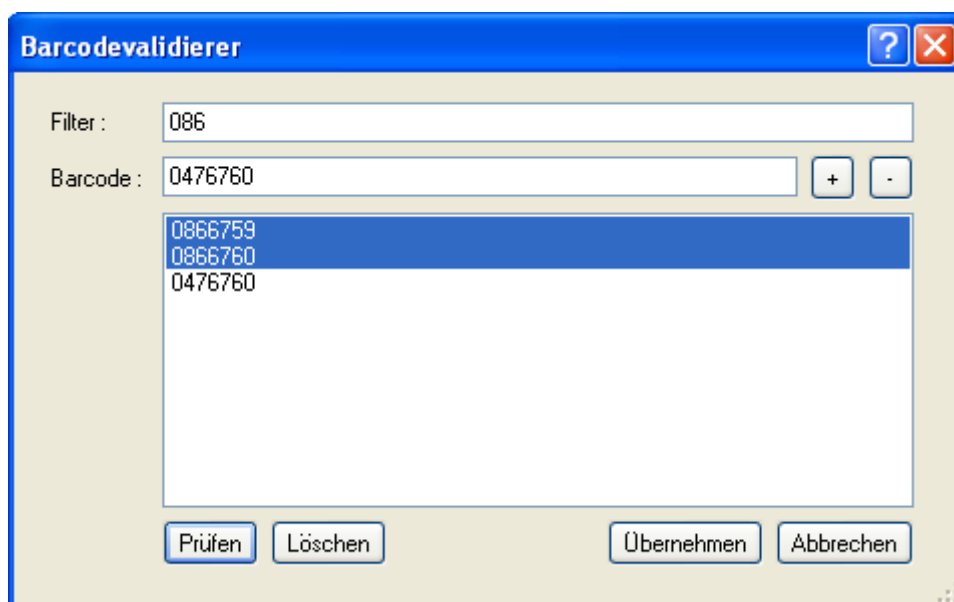 Barcodevalidierer
Filter : 086
Barcode : 0476760 + -
0866759
0866760
0476760
Prüfen Löschen Übernehmen Abbrechen